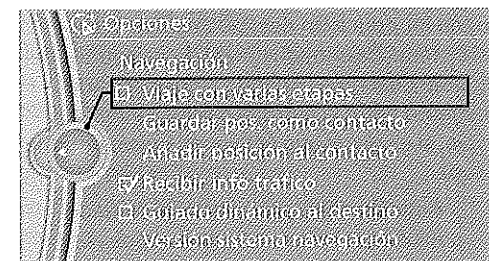 Opciones
Navegación
Viaje con varias etapas
Guardar pos. como contacto
Añadir posición al contacto
Recibir info tráfico
Guiado dinámico al destino
Versión sistema navegación